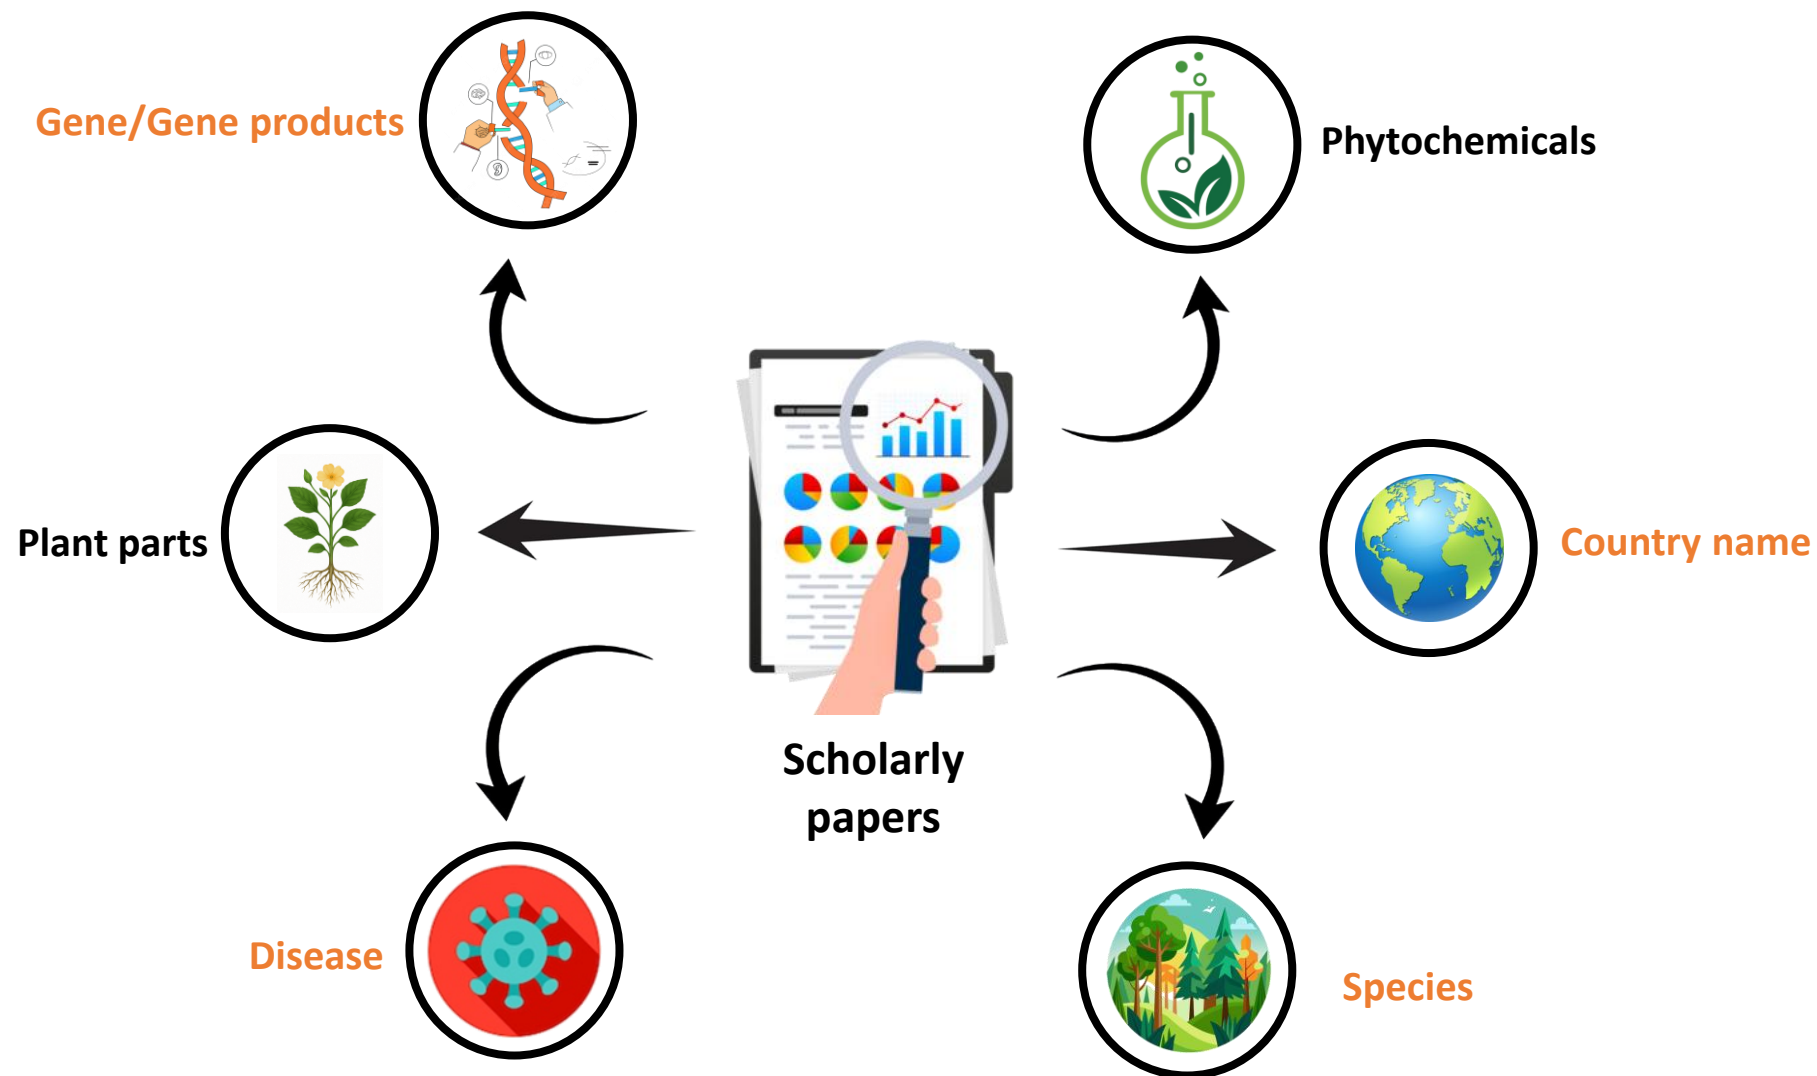 Gene/Gene products
Phytochemicals
Plant parts
Country name
Scholarly
papers
Disease
Species